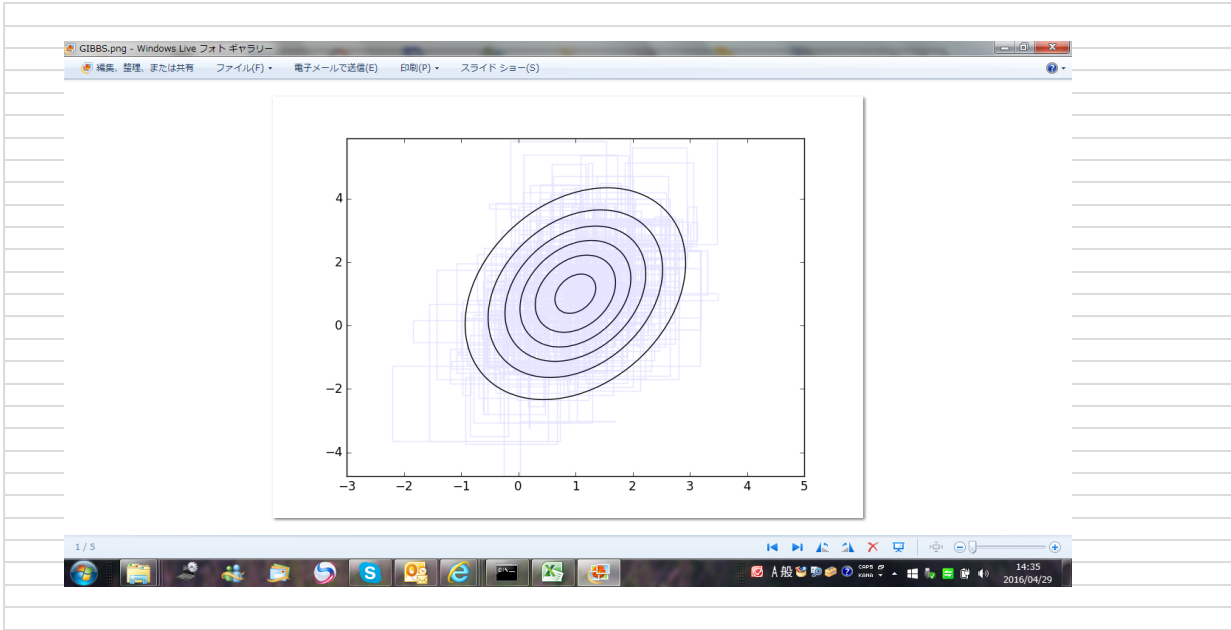 GIBBS.png - Windows Live フォト ギャラリー
編集、整理、または共有 ファイル(F) 電子メールで送信(E) 印刷(P) スライド ショー(S)
4
2
0
−2
−4
−3 −2 −1 0 1 2 3 4 5
1 / 5
A 般 CAPS KANA 14:35
2016/04/29